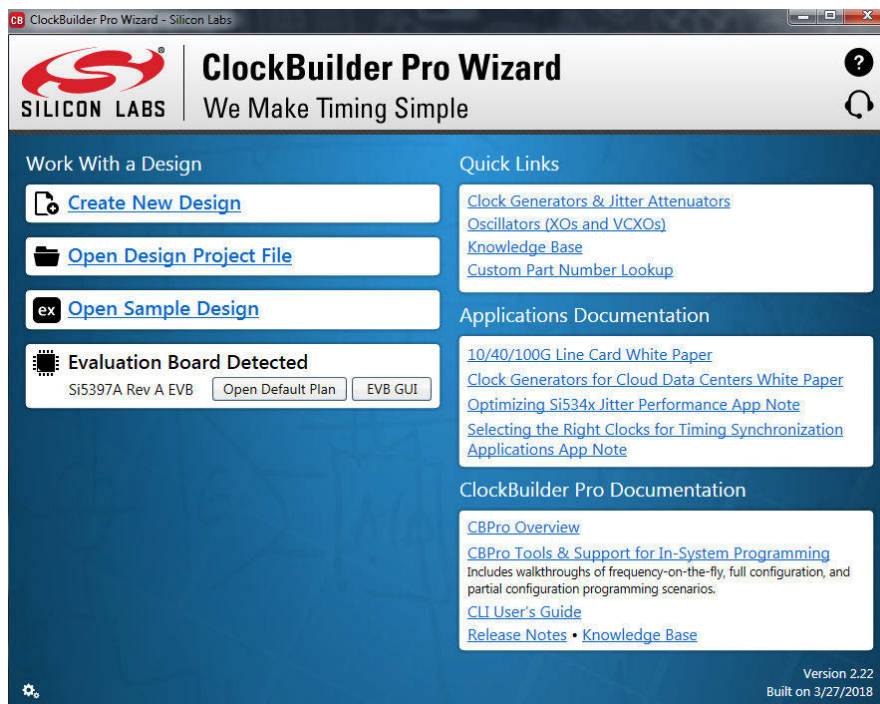 CB ClockBuilder Pro Wizard - Silicon Labs
SILICON LABS
®
ClockBuilder Pro Wizard
We Make Timing Simple
?
Work With a Design
Create New Design
Open Design Project File
ex Open Sample Design
Evaluation Board Detected
Si5397A Rev A EVB Open Default Plan EVB GUI
Quick Links
Clock Generators & Jitter Attenuators
Oscillators (XOs and VCXOs)
Knowledge Base
Custom Part Number Lookup
Applications Documentation
10/40/100G Line Card White Paper
Clock Generators for Cloud Data Centers White Paper
Optimizing Si534x Jitter Performance App Note
Selecting the Right Clocks for Timing Synchronization
Applications App Note
ClockBuilder Pro Documentation
CBPro Overview
CBPro Tools & Support for In-System Programming
Includes walkthroughs of frequency-on-the-fly, full configuration, and
partial configuration programming scenarios.
CLI User's Guide
Release Notes • Knowledge Base
Version 2.22
Built on 3/27/2018